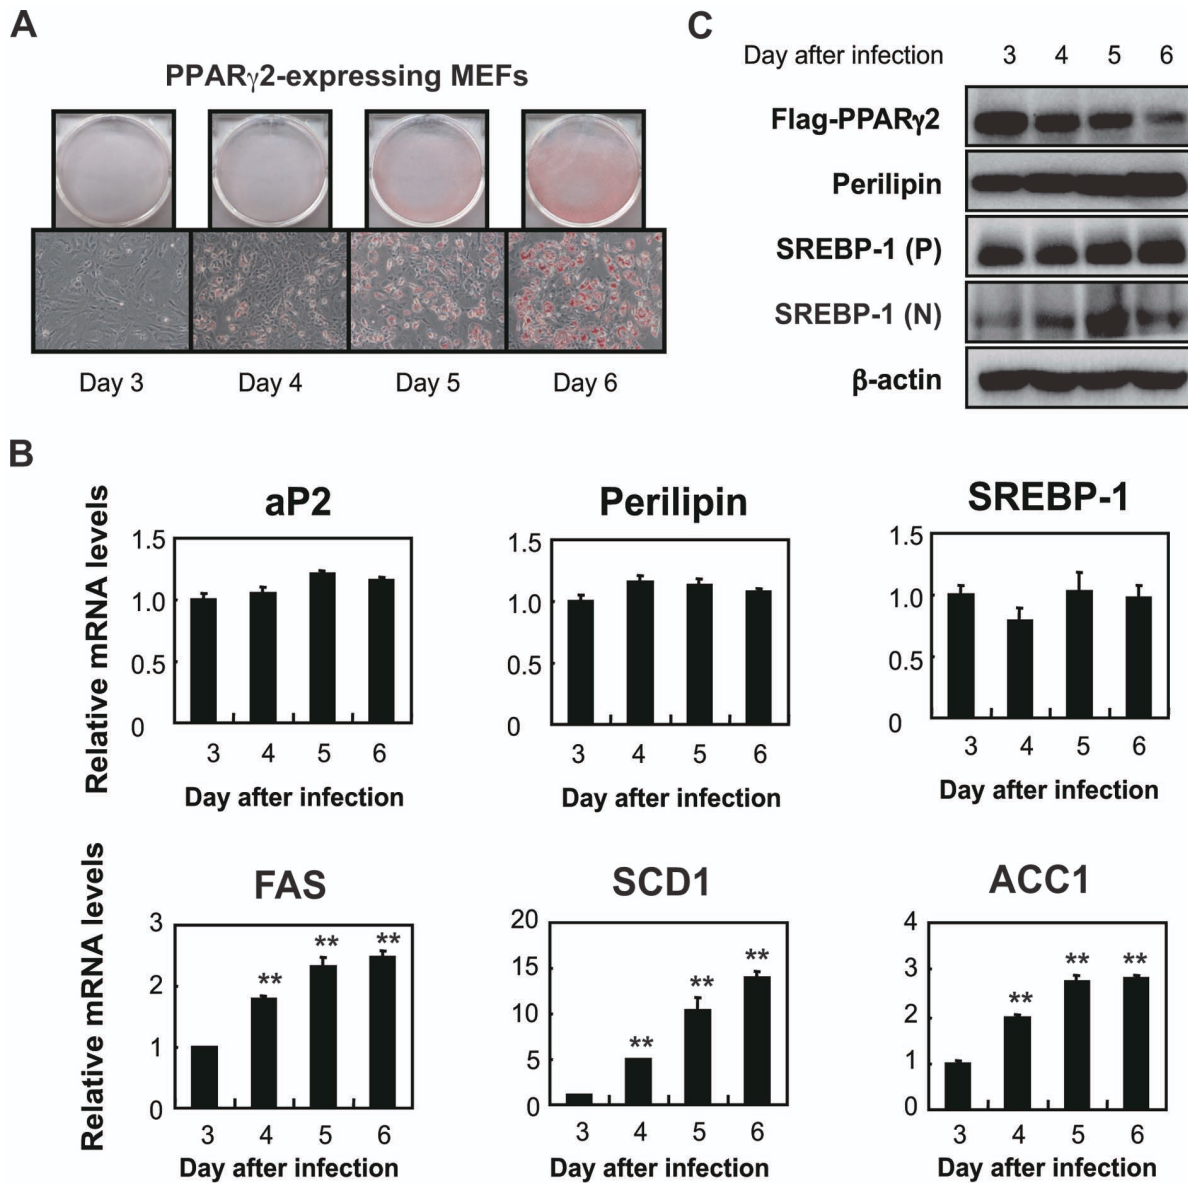 A
PPARγ2-expressing MEFs
Day 3 Day 4 Day 5 Day 6
C
Day after infection 3 4 5 6
Flag-PPARγ2
Perilipin
SREBP-1 (P)
SREBP-1 (N)
β-actin
B
Relative mRNA levels
aP2
1.5
1.0
0.5
0
3 4 5 6
Day after infection
Perilipin
1.5
1.0
0.5
0
3 4 5 6
Day after infection
SREBP-1
1.5
1.0
0.5
0
3 4 5 6
Day after infection
Relative mRNA levels
FAS
3
2
1
0
** ** **
3 4 5 6
Day after infection
SCD1
20
15
10
5
0
** ** **
3 4 5 6
Day after infection
ACC1
4
3
2
1
0
** ** **
3 4 5 6
Day after infection